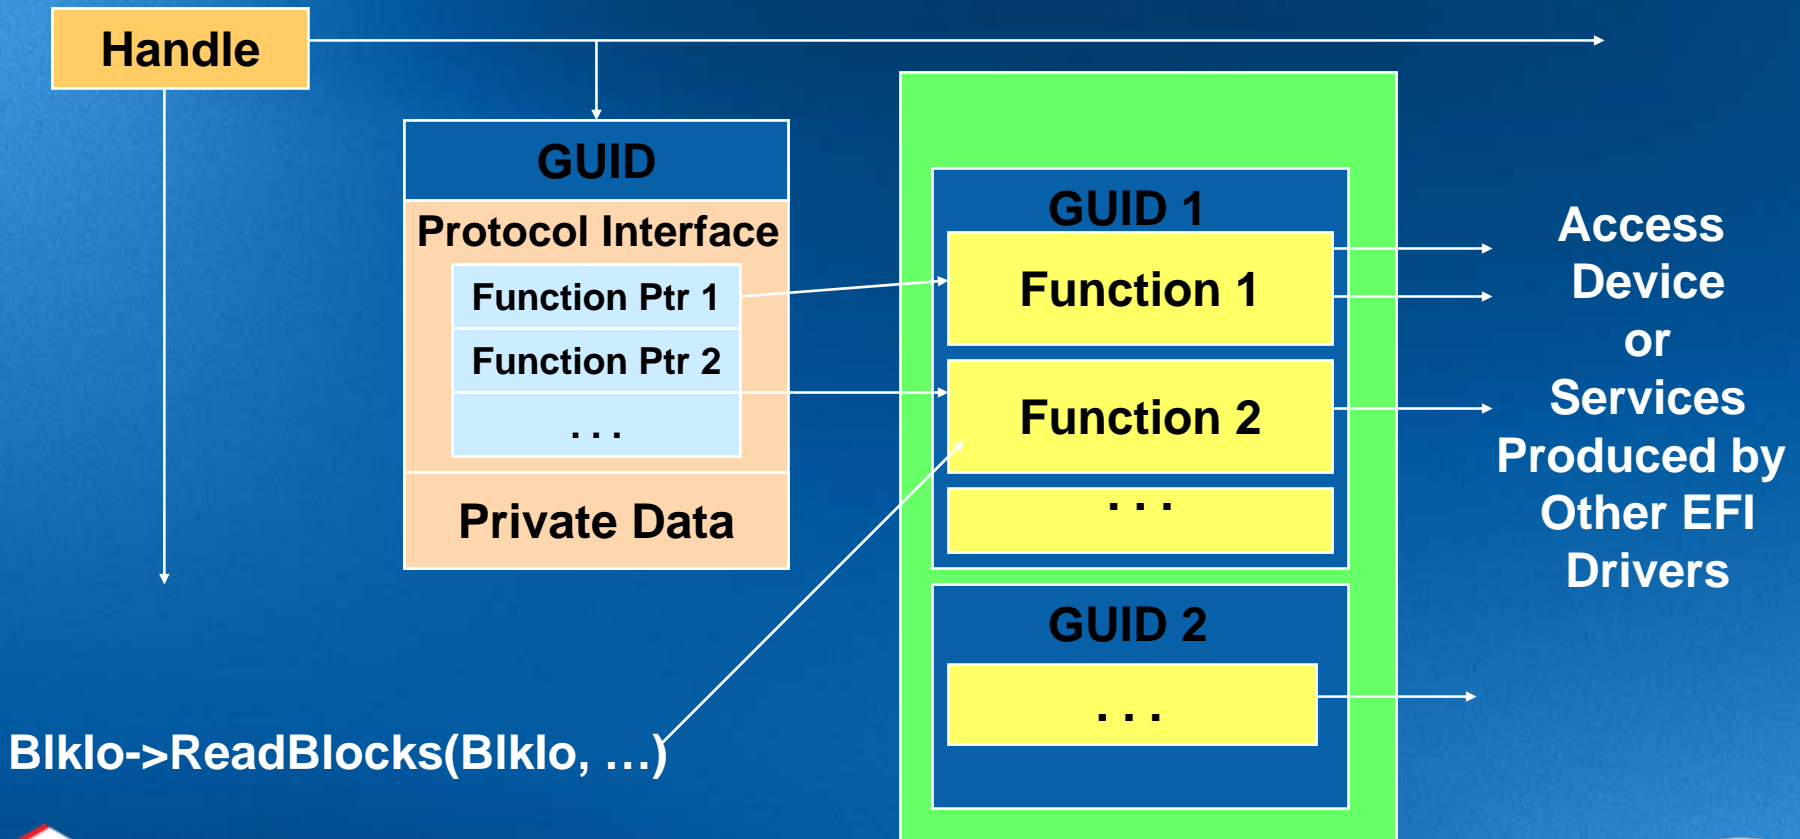 Handle
GUID
Protocol Interface
Function Ptr 1
Function Ptr 2
. . .
Private Data
GUID 1
Function 1
Function 2
. . .
GUID 2
. . .
Access
Device
or
Services
Produced by
Other EFI
Drivers
BlkIo->ReadBlocks(BlkIo, …)